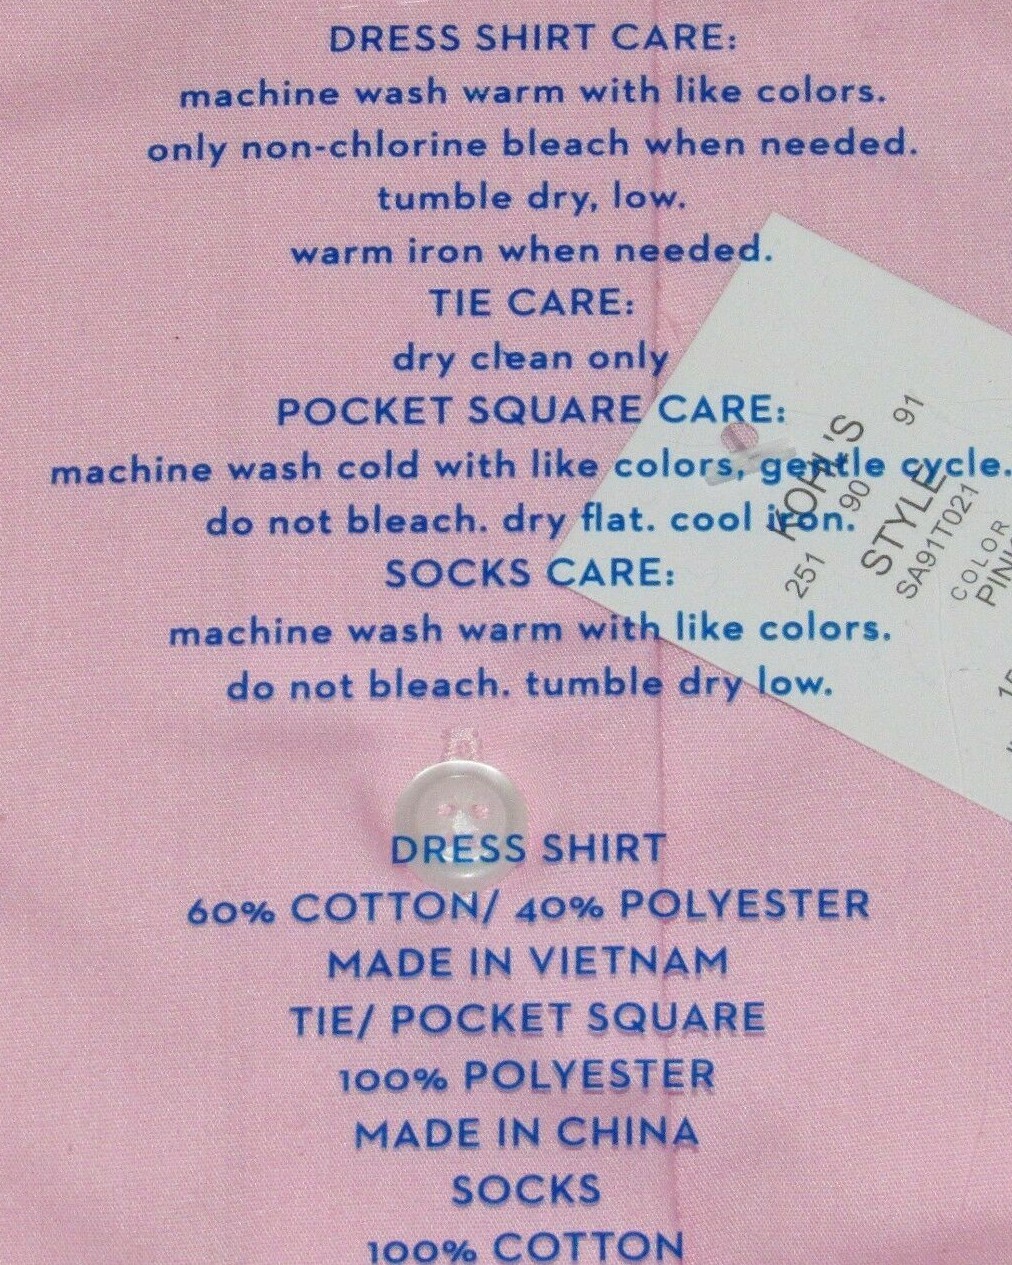 DRESS SHIRT CARE:
machine wash warm with like colors.
only non-chlorine bleach when needed.
tumble dry, low.
warm iron when needed.
TIE CARE:
dry clean only
POCKET SQUARE CARE:
machine wash cold with like colors, gentle cycle.
do not bleach. dry flat. cool iron.
SOCKS CARE:
machine wash warm with like colors.
do not bleach. tumble dry low.
DRESS SHIRT
60% COTTON/ 40% POLYESTER
MADE IN VIETNAM
TIE/ POCKET SQUARE
100% POLYESTER
MADE IN CHINA
SOCKS
100% COTTON
KOHL'S
251 90 91
STYLE
SA91T021
COLOR